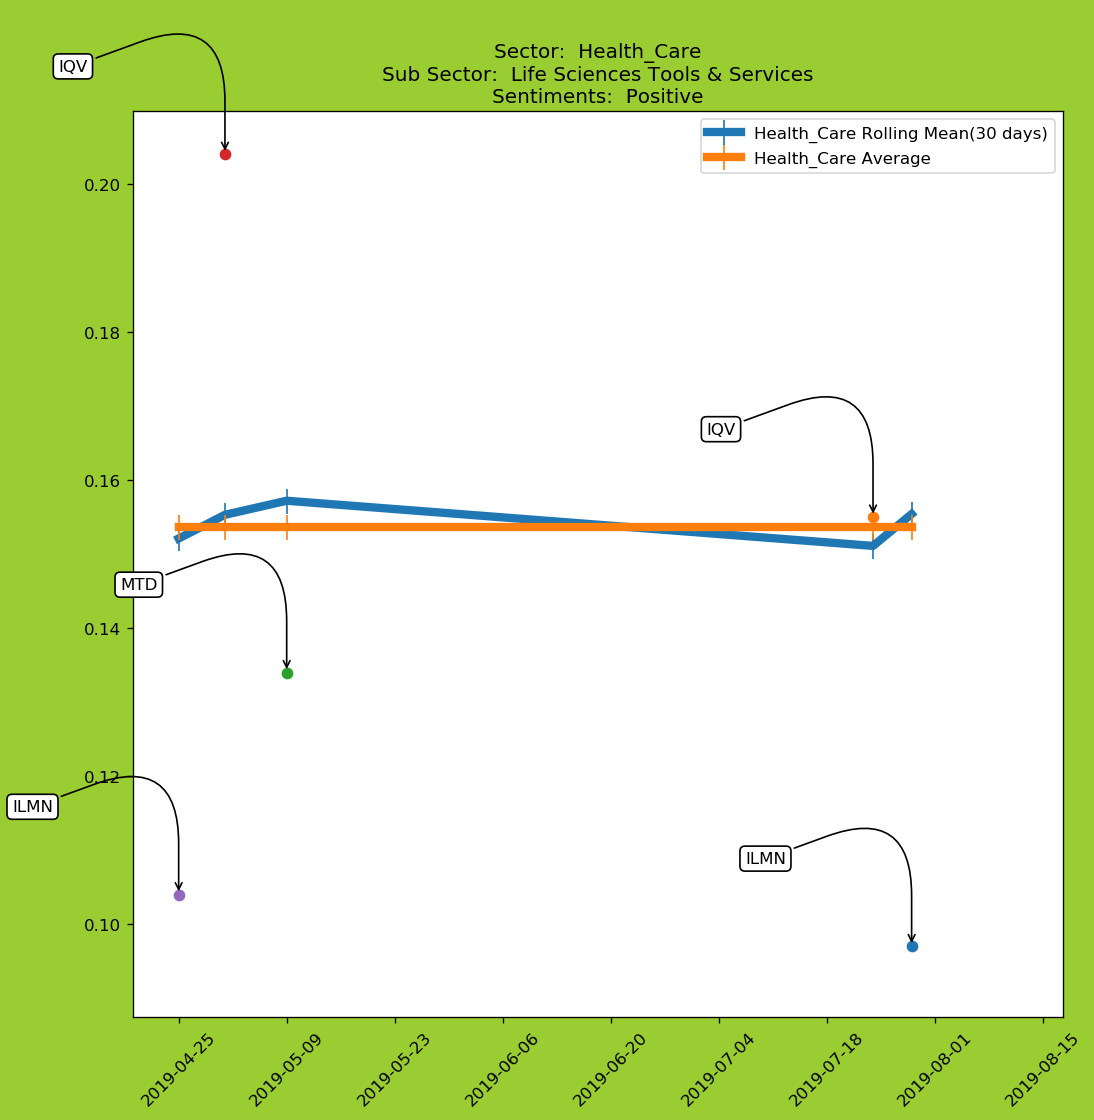 IQV
Sector:  Health_Care
Sub Sector:  Life Sciences Tools & Services
Sentiments:  Positive
Health_Care Rolling Mean(30 days)
Health_Care Average
0.20
0.18
IQV
0.16
MTD
0.14
0.12
ILMN
ILMN
0.10
2019-04-25
2019-05-09
2019-05-23
2019-06-06
2019-06-20
2019-07-04
2019-07-18
2019-08-01
2019-08-15